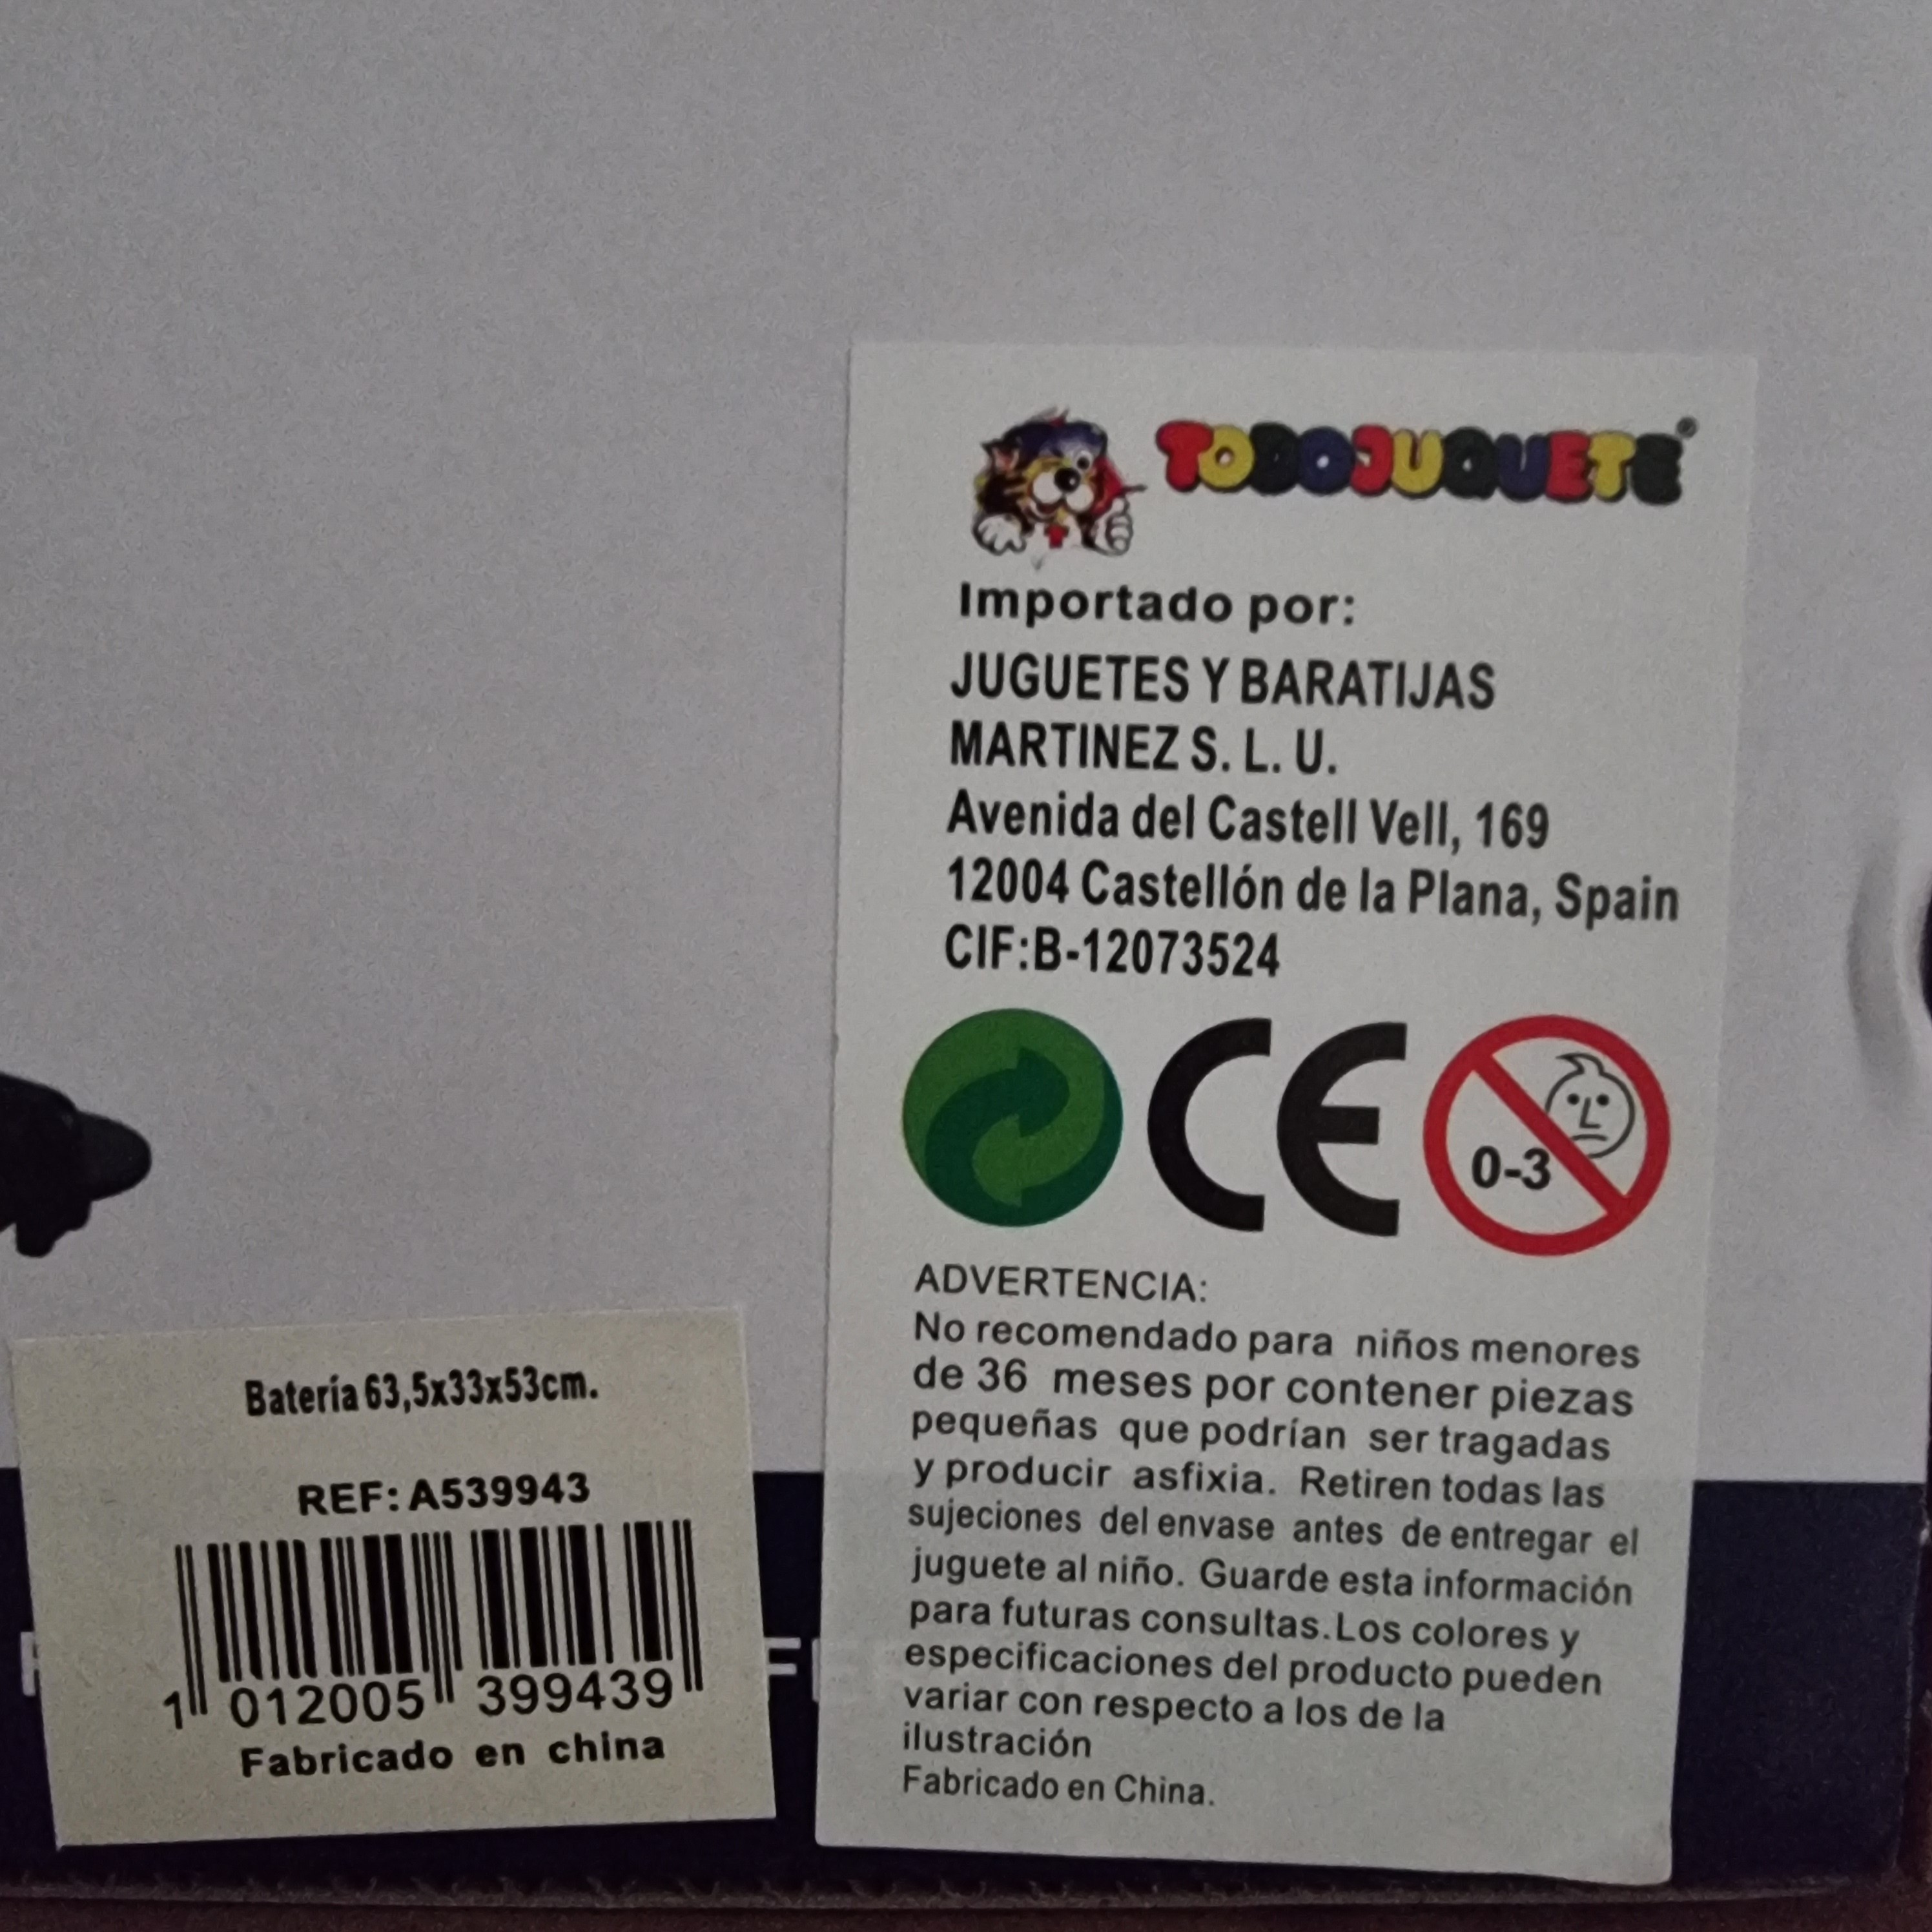 TODOJUQUETE®
Importado por:
JUGUETES Y BARATIJAS
MARTINEZ S. L. U.
Avenida del Castell Vell, 169
12004 Castellón de la Plana, Spain
CIF:B-12073524
CE
0-3
ADVERTENCIA:
No recomendado para niños menores
de 36 meses por contener piezas
pequeñas que podrían ser tragadas
y producir asfixia. Retiren todas las
sujeciones del envase antes de entregar el
juguete al niño. Guarde esta información
para futuras consultas.Los colores y
especificaciones del producto pueden
variar con respecto a los de la
ilustración
Fabricado en China.
Batería 63,5x33x53cm.
REF: A539943
1 012005 399439
Fabricado en china